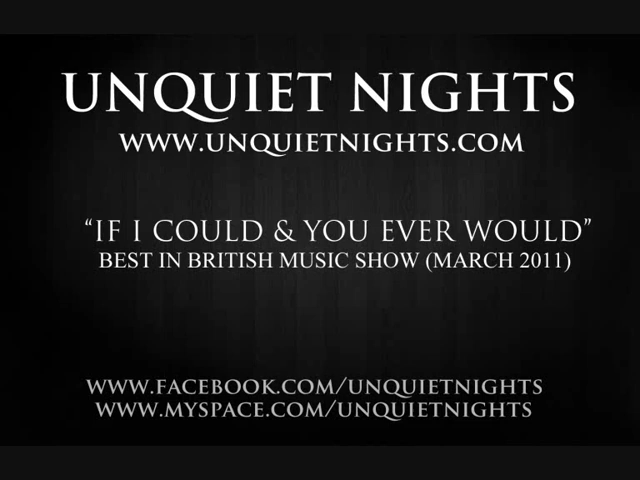 UNQUIET NIGHTS
WWW.UNQUIETNIGHTS.COM
“IF I COULD & YOU EVER WOULD”
BEST IN BRITISH MUSIC SHOW (MARCH 2011)
WWW.FACEBOOK.COM/UNQUIETNIGHTS
WWW.MYSPACE.COM/UNQUIETNIGHTS